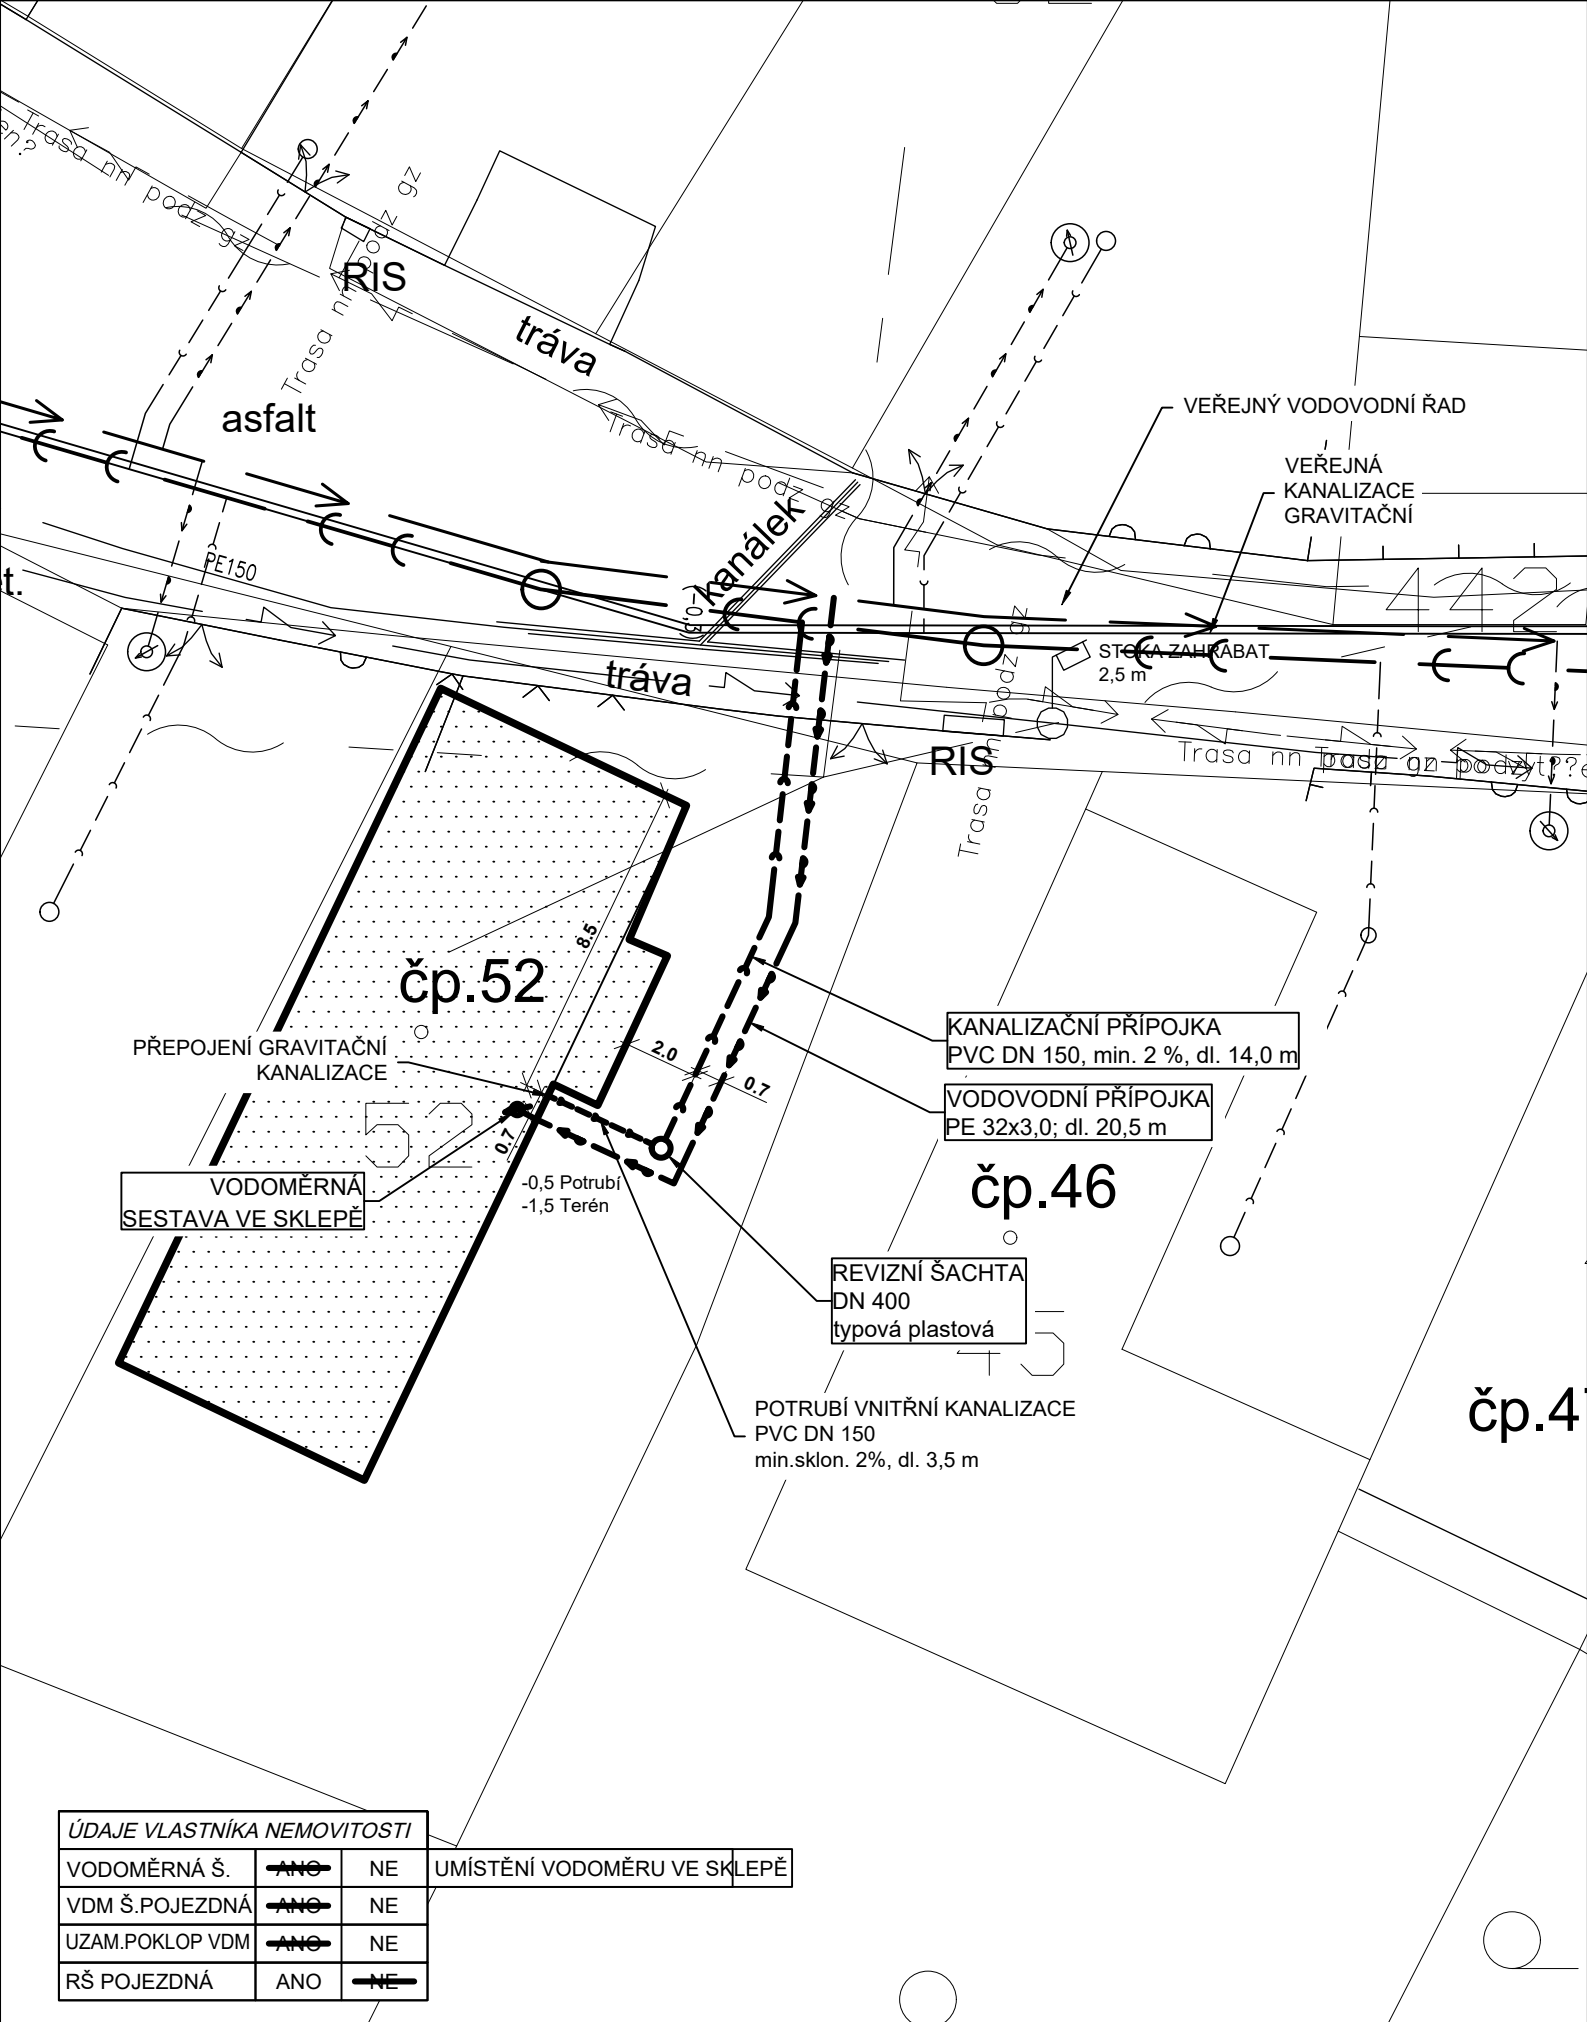 Trasa nn podz gz
Trasa nn podz gz
RIS
tráva
asfalt
Trasa nn podz gz
VEŘEJNÝ VODOVODNÍ ŘAD
VEŘEJNÁ
KANALIZACE
GRAVITAČNÍ
kanálek
PE150
t.
442
STOKA ZAHRABAT
2,5 m
tráva
RIS
Trasa nn podz gz
Trasa nn podz gz
8.5
čp.52
PŘEPOJENÍ GRAVITAČNÍ
KANALIZACE
2.0
0.7
KANALIZAČNÍ PŘÍPOJKA
PVC DN 150, min. 2 %, dl. 14,0 m
VODOVODNÍ PŘÍPOJKA
PE 32x3,0; dl. 20,5 m
52
0.7
VODOMĚRNÁ
SESTAVA VE SKLEPĚ
-0,5 Potrubí
-1,5 Terén
čp.46
REVIZNÍ ŠACHTA
DN 400
typová plastová
POTRUBÍ VNITŘNÍ KANALIZACE
PVC DN 150
min.sklon. 2%, dl. 3,5 m
čp.4
ÚDAJE VLASTNÍKA NEMOVITOSTI
VODOMĚRNÁ Š. ANO NE UMÍSTĚNÍ VODOMĚRU VE SKLEPĚ
VDM Š.POJEZDNÁ ANO NE
UZAM.POKLOP VDM ANO NE
RŠ POJEZDNÁ ANO NE